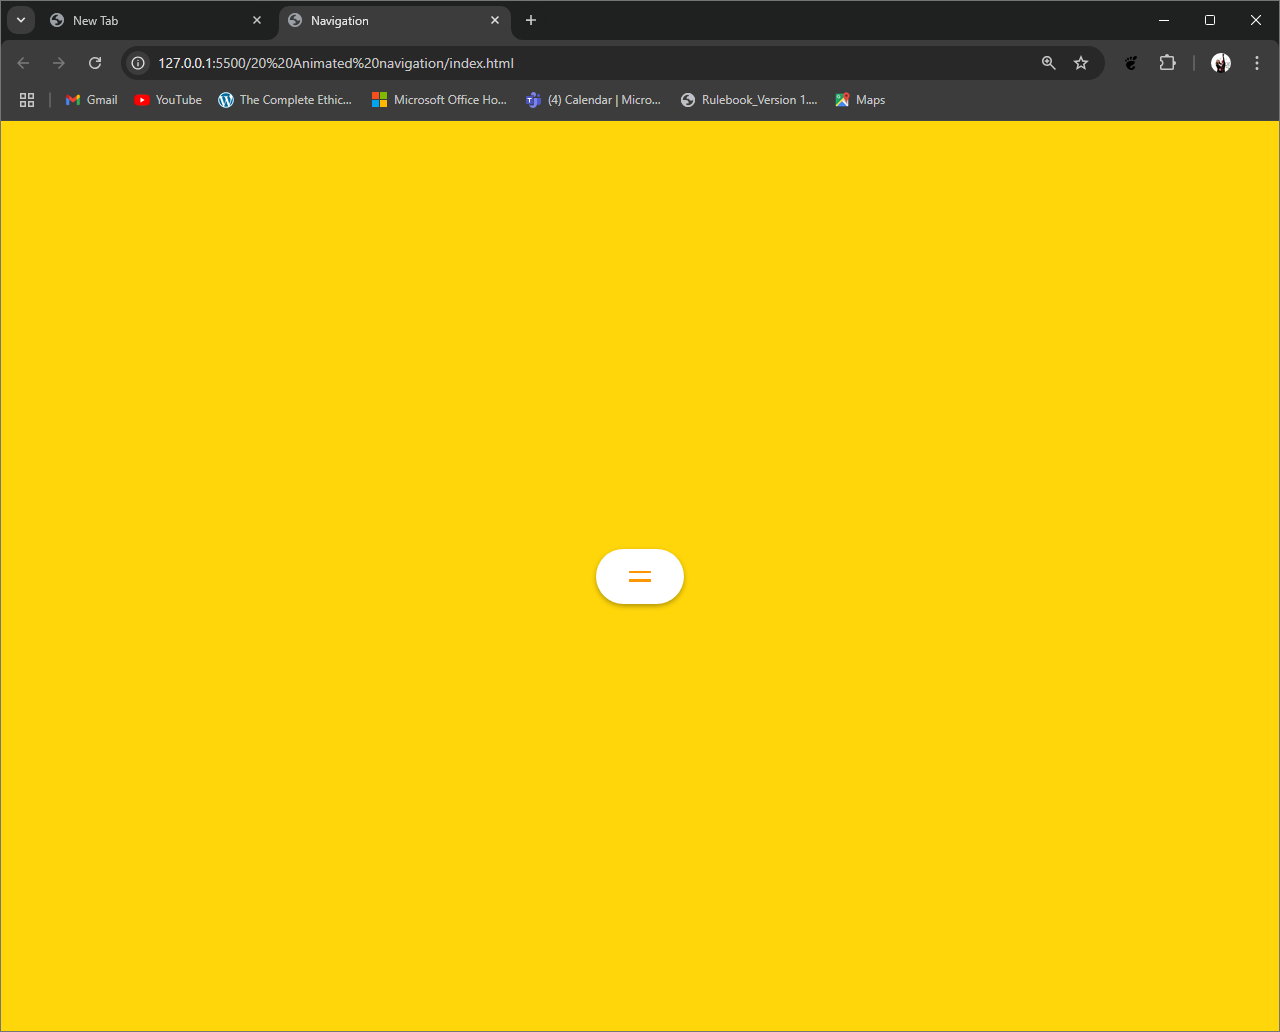 New Tab
Navigation
127.0.0.1:5500/20%20Animated%20navigation/index.html
Gmail
YouTube
The Complete Ethic...
Microsoft Office Ho...
(4) Calendar | Micro...
Rulebook_Version 1....
Maps